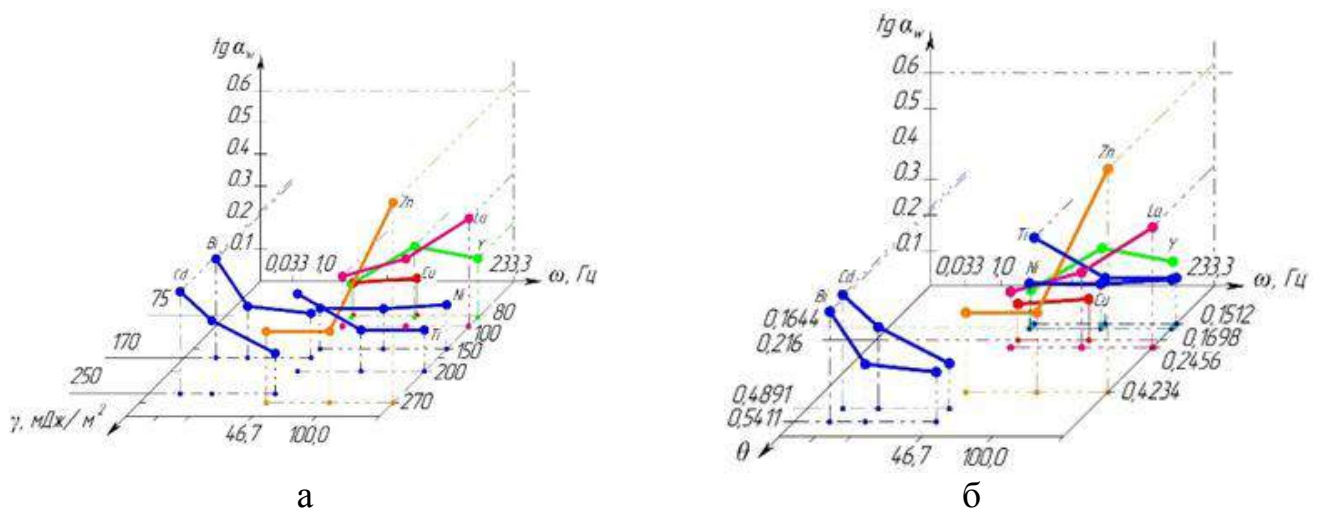 tg αw
0.6
0.5
0.4
0.3
0.2
0.1
Zn
La
Bi
Cd
Y
Cu
Ni
Ti
0,033 1,0
233,3
ω, Гц
75
170
250
γ, мДж/м²
46,7
100,0
80
100
150
200
270
а
tg αw
0.6
0.5
0.4
0.3
0.2
0.1
Zn
La
Ti
Ni
Y
Cu
Cd
Bi
0,033 1,0
233,3
ω, Гц
0,1644
0,216
0,4891
0,5411
θ
46,7
100,0
0,1512
0,1698
0,2456
0,4234
б